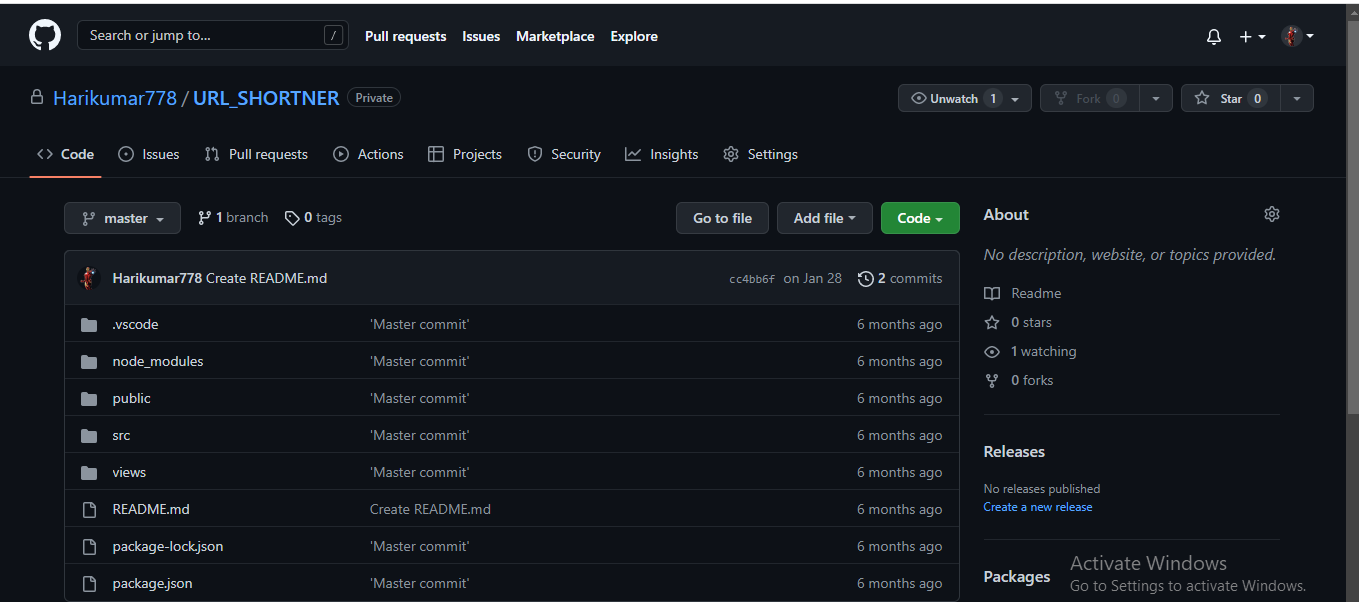 Search or jump to... /
Pull requests Issues Marketplace Explore
Harikumar778 / URL_SHORTNER Private
Unwatch 1 Fork 0 Star 0
Code Issues Pull requests Actions Projects Security Insights Settings
master 1 branch 0 tags Go to file Add file Code
Harikumar778 Create README.md cc4bb6f on Jan 28 2 commits
.vscode 'Master commit' 6 months ago
node_modules 'Master commit' 6 months ago
public 'Master commit' 6 months ago
src 'Master commit' 6 months ago
views 'Master commit' 6 months ago
README.md Create README.md 6 months ago
package-lock.json 'Master commit' 6 months ago
package.json 'Master commit' 6 months ago
About
No description, website, or topics provided.
Readme
0 stars
1 watching
0 forks
Releases
No releases published
Create a new release
Packages
Activate Windows
Go to Settings to activate Windows.